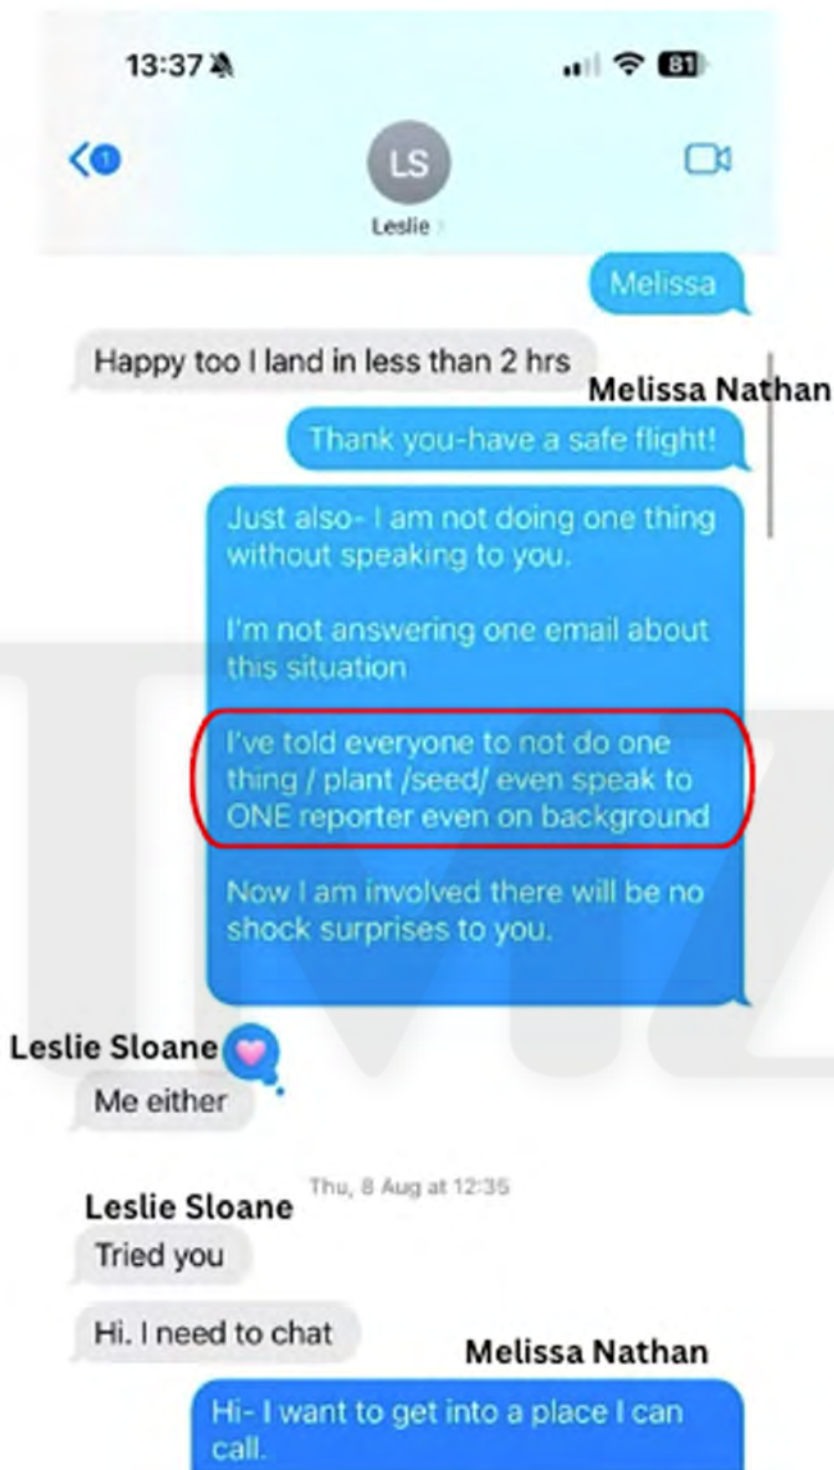 13:37
81
1
LS
Leslie
Melissa
Happy too I land in less than 2 hrs
Melissa Nathan
Thank you-have a safe flight!
Just also- I am not doing one thing
without speaking to you.
I'm not answering one email about
this situation
I've told everyone to not do one
thing / plant /seed/ even speak to
ONE reporter even on background
Now I am involved there will be no
shock surprises to you.
Leslie Sloane
Me either
Thu, 8 Aug at 12:35
Leslie Sloane
Tried you
Hi. I need to chat
Melissa Nathan
Hi- I want to get into a place I can
call.
TMZ